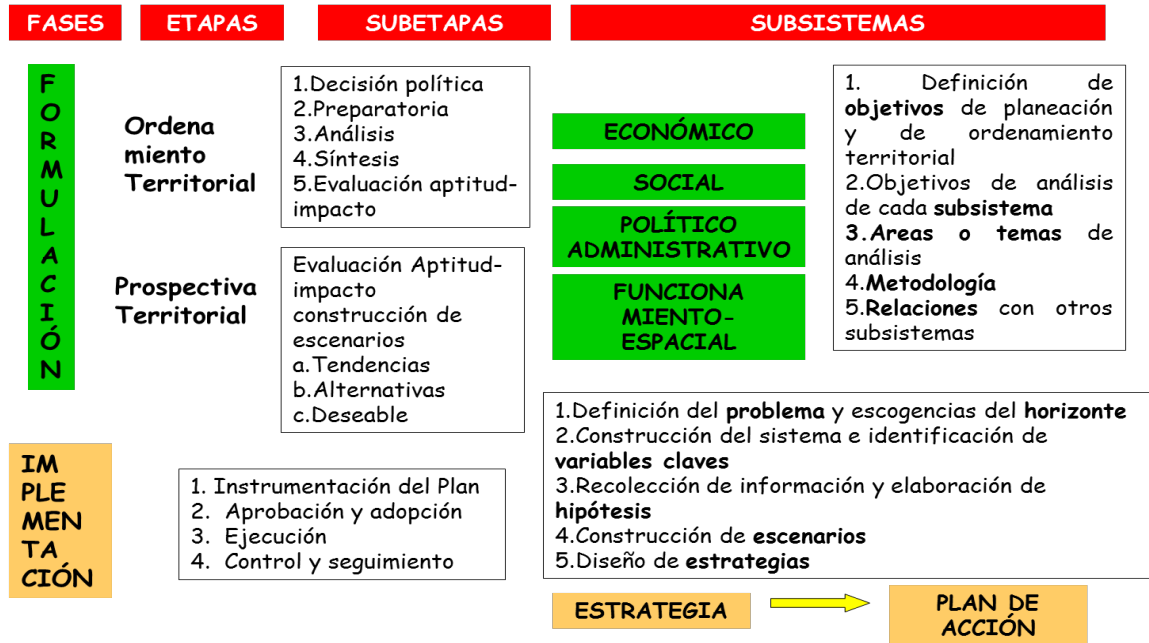 FASES
ETAPAS
SUBETAPAS
SUBSISTEMAS
F
O
R
M
U
L
A
C
I
Ó
N
Ordena
miento
Territorial
1.Decisión política
2.Preparatoria
3.Análisis
4.Síntesis
5.Evaluación aptitud-
impacto
ECONÓMICO
SOCIAL
POLÍTICO
ADMINISTRATIVO
FUNCIONA
MIENTO-
ESPACIAL
1. Definición de
objetivos de planeación
y de ordenamiento
territorial
2.Objetivos de análisis
de cada subsistema
3.Areas o temas de
análisis
4.Metodología
5.Relaciones con otros
subsistemas
Prospectiva
Territorial
Evaluación Aptitud-
impacto
construcción de
escenarios
a.Tendencias
b.Alternativas
c.Deseable
1.Definición del problema y escogencias del horizonte
2.Construcción del sistema e identificación de
variables claves
3.Recolección de información y elaboración de
hipótesis
4.Construcción de escenarios
5.Diseño de estrategias
IM
PLE
MEN
TA
CIÓN
1. Instrumentación del Plan
2. Aprobación y adopción
3. Ejecución
4. Control y seguimiento
ESTRATEGIA
PLAN DE
ACCIÓN